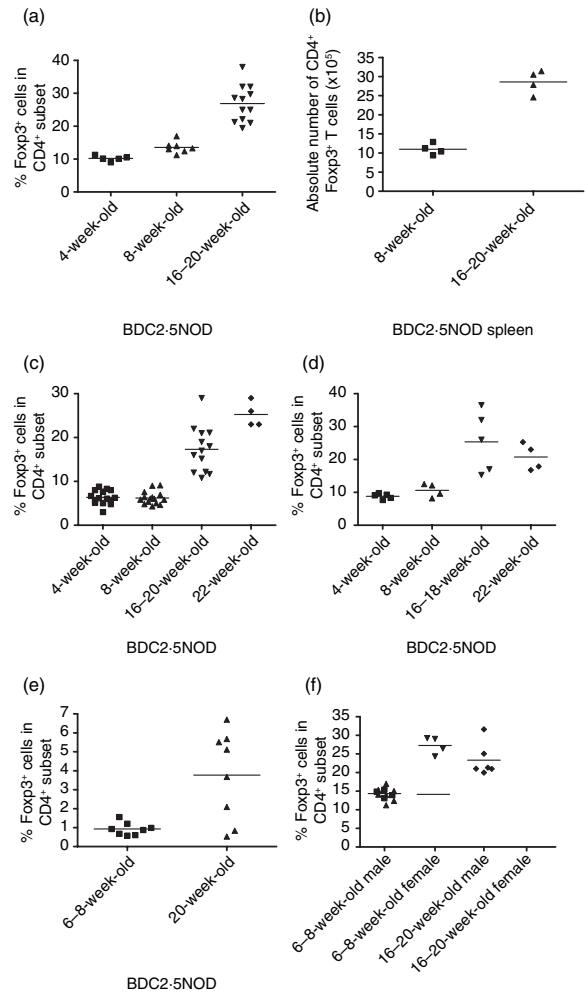 (a)
% Foxp3⁺ cells in
CD4⁺ subset
40
30
20
10
0
4-week-old
8-week-old
16–20-week-old
BDC2·5NOD
(b)
Absolute number of CD4⁺
Foxp3⁺ T cells (x10⁵)
35
30
25
20
15
10
5
0
8-week-old
16–20-week-old
BDC2·5NOD spleen
(c)
% Foxp3⁺ cells in
CD4⁺ subset
30
20
10
0
4-week-old
8-week-old
16–20-week-old
22-week-old
BDC2·5NOD
(d)
% Foxp3⁺ cells in
CD4⁺ subset
40
30
20
10
0
4-week-old
8-week-old
16–18-week-old
22-week-old
BDC2·5NOD
(e)
% Foxp3⁺ cells in
CD4⁺ subset
7
6
5
4
3
2
1
0
6–8-week-old
20-week-old
BDC2·5NOD
(f)
% Foxp3⁺ cells in
CD4⁺ subset
35
30
25
20
15
10
5
0
6–8-week-old male
6–8-week-old female
16–20-week-old male
16–20-week-old female